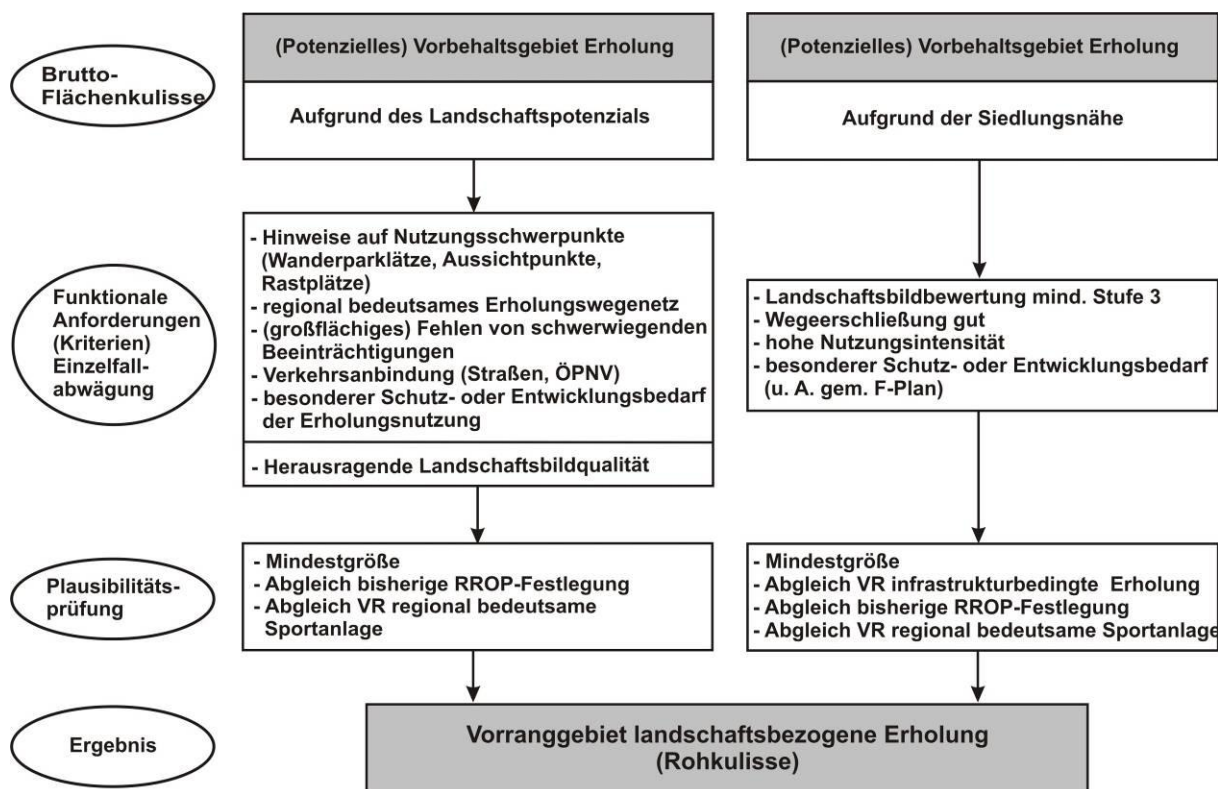 Brutto-
Flächenkulisse
(Potenzielles) Vorbehaltsgebiet Erholung
Aufgrund des Landschaftspotenzials
(Potenzielles) Vorbehaltsgebiet Erholung
Aufgrund der Siedlungsnähe
Funktionale
Anforderungen
(Kriterien)
Einzelfall-
abwägung
- Hinweise auf Nutzungsschwerpunkte
(Wanderparklätze, Aussichtpunkte,
Rastplätze)
- regional bedeutsames Erholungswegenetz
- (großflächiges) Fehlen von schwerwiegenden
Beeinträchtigungen
- Verkehrsanbindung (Straßen, ÖPNV)
- besonderer Schutz- oder Entwicklungsbedarf
der Erholungsnutzung
- Herausragende Landschaftsbildqualität
- Landschaftsbildbewertung mind. Stufe 3
- Wegeerschließung gut
- hohe Nutzungsintensität
- besonderer Schutz- oder Entwicklungsbedarf
(u. A. gem. F-Plan)
Plausibilitäts-
prüfung
- Mindestgröße
- Abgleich bisherige RROP-Festlegung
- Abgleich VR regional bedeutsame
Sportanlage
- Mindestgröße
- Abgleich VR infrastrukturbedingte Erholung
- Abgleich bisherige RROP-Festlegung
- Abgleich VR regional bedeutsame Sportanlage
Ergebnis
Vorranggebiet landschaftsbezogene Erholung
(Rohkulisse)